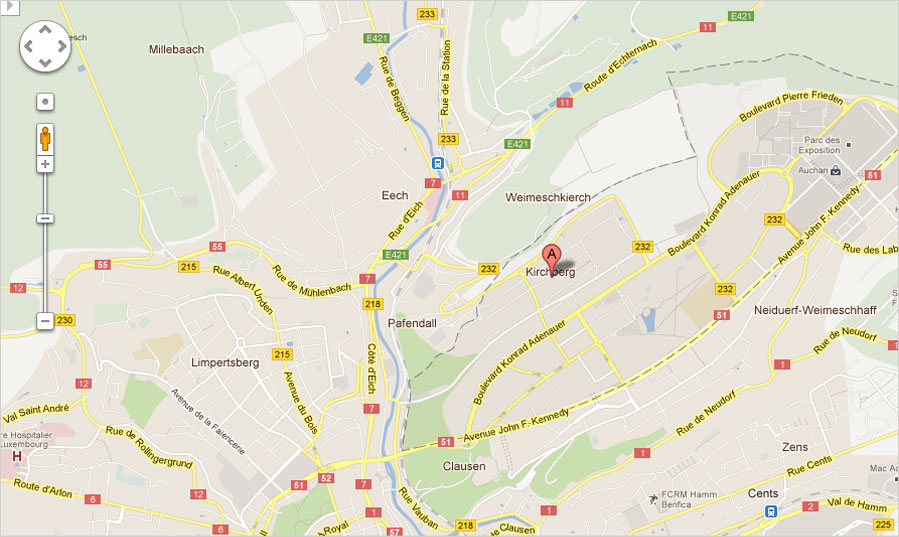 233
Millebaach
esch
E421
Rue de Beggen
Rue de la Station
E421
11
Route d'Echternach
11
Boulevard Pierre Frieden
233
E421
Parc des
Exposition
Auchan
51
7
11
Eech
Weimeschkierch
Rue d'Eich
Boulevard Konrad Adenauer
Avenue John F.-Kennedy
232
232
Rue des Lab
55
55
215
Rue Albert Unden
Rue de Mühlenbach
E421
7
232
A
Kirchberg
12
232
218
230
Pafendall
51
Neiduerf-Weimeschhaff
Rue de Neudorf
1
1
Limpertsberg
215
Côte d'Eich
Boulevard Konrad Adenauer
12
Avenue du Bois
Avenue de la Faïencerie
7
Val Saint André
Avenue John F.-Kennedy
51
Rue de Neudorf
re Hospitalier
Luxembourg
H
Rue de Rollingergrund
1
Zens
Clausen
Rue Cents
Mac A
Route d'Arlon
6
6
51
52
7
Rue Vauban
FCRM Hamm
Benfica
Cents
2
Val de Hamm
225
Royal
1
57
218
de Clausen
1